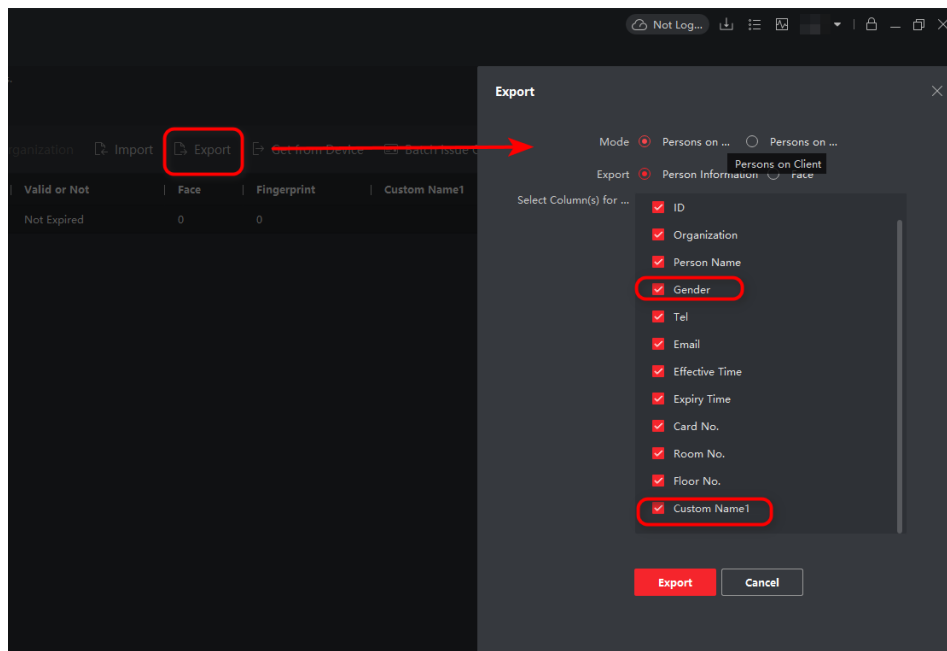 Not Log...
Export
Mode Persons on ... Persons on ...
Persons on Client
Export Person Information Face
Select Column(s) for ...
ID
Organization
Person Name
Gender
Tel
Email
Effective Time
Expiry Time
Card No.
Room No.
Floor No.
Custom Name1
Export Cancel
rganization Import Export Get from Device Batch Issue
Valid or Not Face Fingerprint Custom Name1
Not Expired 0 0